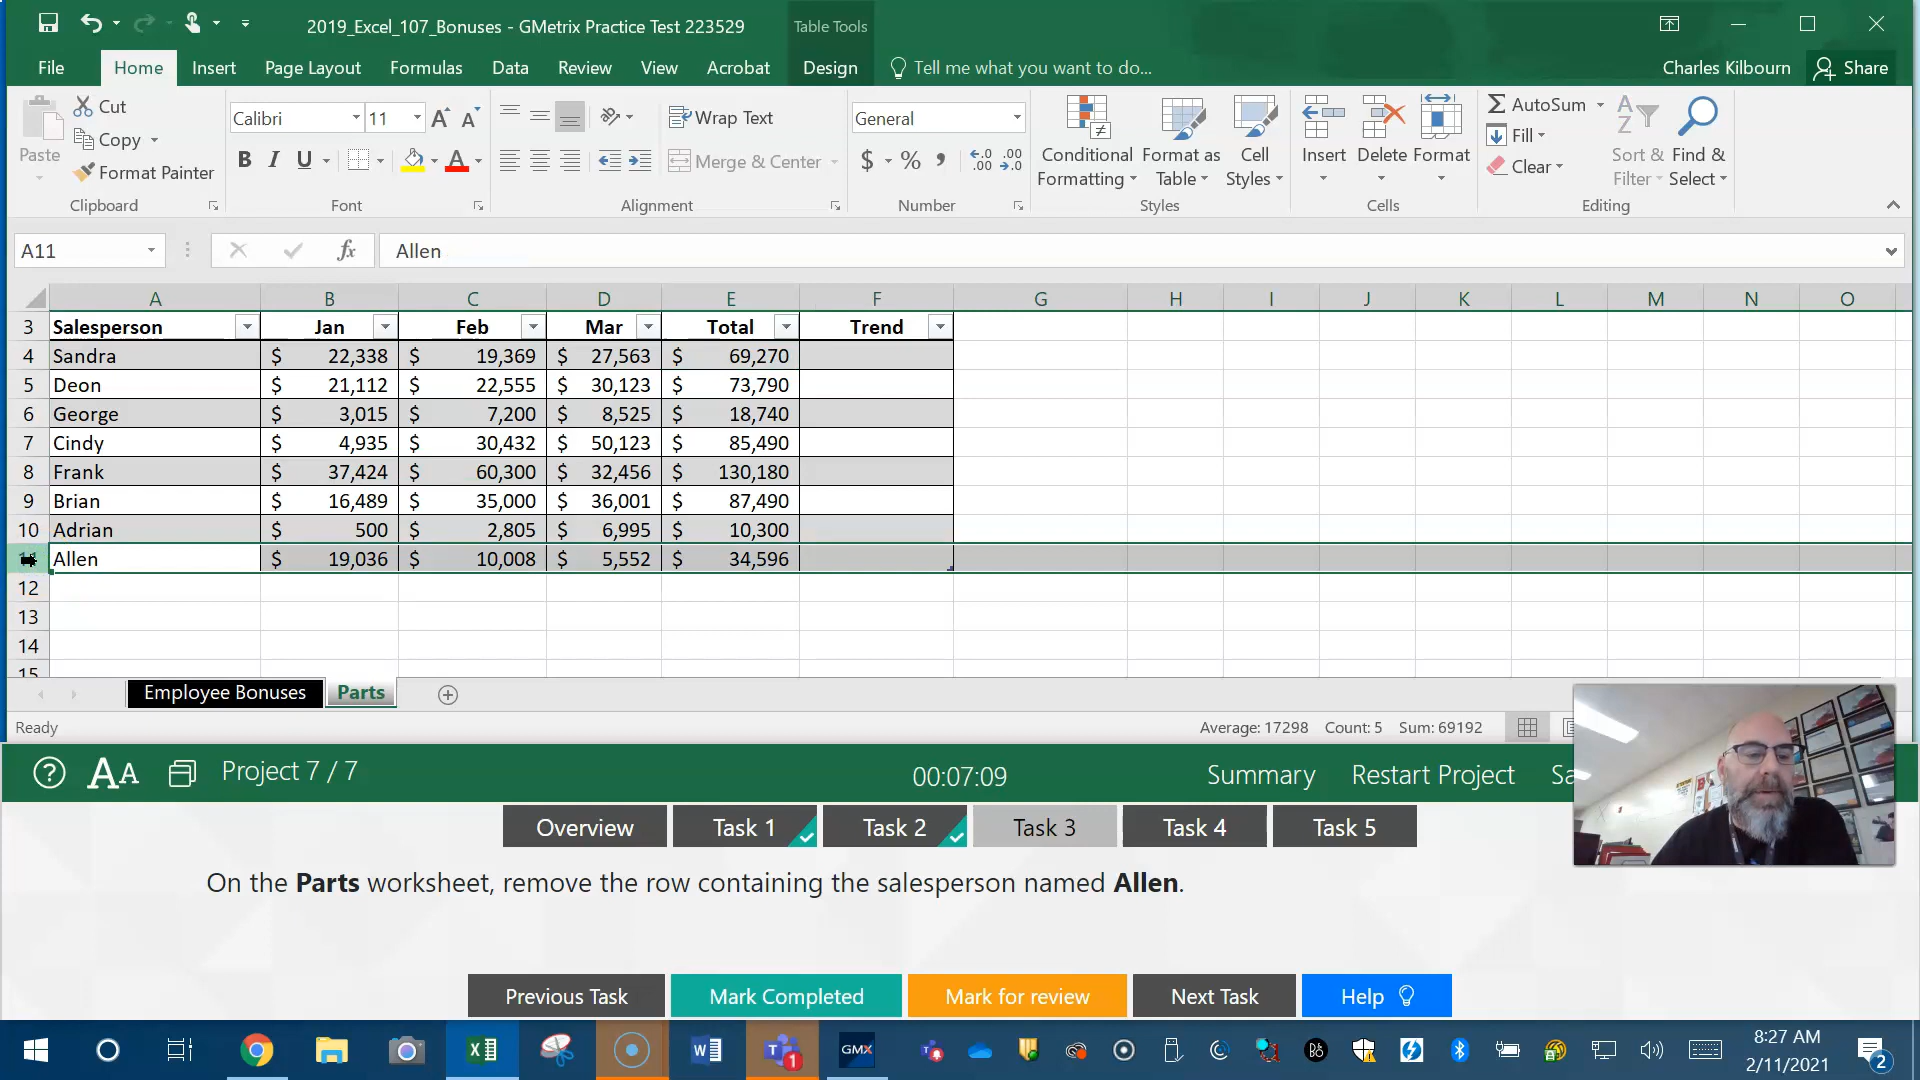 2019_Excel_107_Bonuses - GMetrix Practice Test 223529
Table Tools
File Home Insert Page Layout Formulas Data Review View Acrobat Design Tell me what you want to do... Charles Kilbourn Share
Cut
Copy
Format Painter
Paste
Clipboard
Calibri 11
B I U
Font
Wrap Text
Merge & Center
Alignment
General
$ % ,
Number
Conditional Formatting
Format as Table
Cell Styles
Styles
Insert Delete Format
Cells
AutoSum
Fill
Clear
Sort & Filter
Find & Select
Editing
A11 fx Allen
A B C D E F G H I J K L M N O
3 Salesperson Jan Feb Mar Total Trend
4 Sandra $ 22,338 $ 19,369 $ 27,563 $ 69,270
5 Deon $ 21,112 $ 22,555 $ 30,123 $ 73,790
6 George $ 3,015 $ 7,200 $ 8,525 $ 18,740
7 Cindy $ 4,935 $ 30,432 $ 50,123 $ 85,490
8 Frank $ 37,424 $ 60,300 $ 32,456 $ 130,180
9 Brian $ 16,489 $ 35,000 $ 36,001 $ 87,490
10 Adrian $ 500 $ 2,805 $ 6,995 $ 10,300
Allen $ 19,036 $ 10,008 $ 5,552 $ 34,596
12
13
14
15
Employee Bonuses Parts
Ready Average: 17298 Count: 5 Sum: 69192
Project 7 / 7 00:07:09 Summary Restart Project
Overview Task 1 Task 2 Task 3 Task 4 Task 5
On the Parts worksheet, remove the row containing the salesperson named Allen.
Previous Task Mark Completed Mark for review Next Task Help
GMX
8:27 AM
2/11/2021